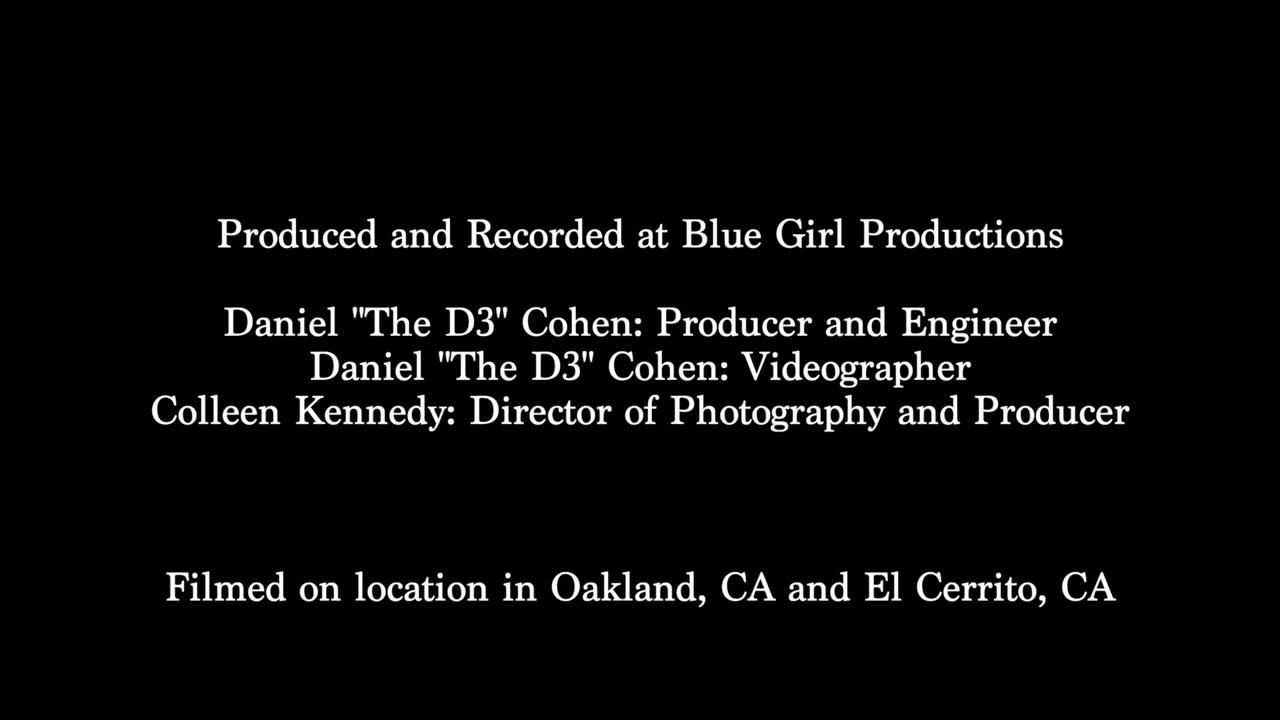 Produced and Recorded at Blue Girl Productions
Daniel "The D3" Cohen: Producer and Engineer
Daniel "The D3" Cohen: Videographer
Colleen Kennedy: Director of Photography and Producer
Filmed on location in Oakland, CA and El Cerrito, CA